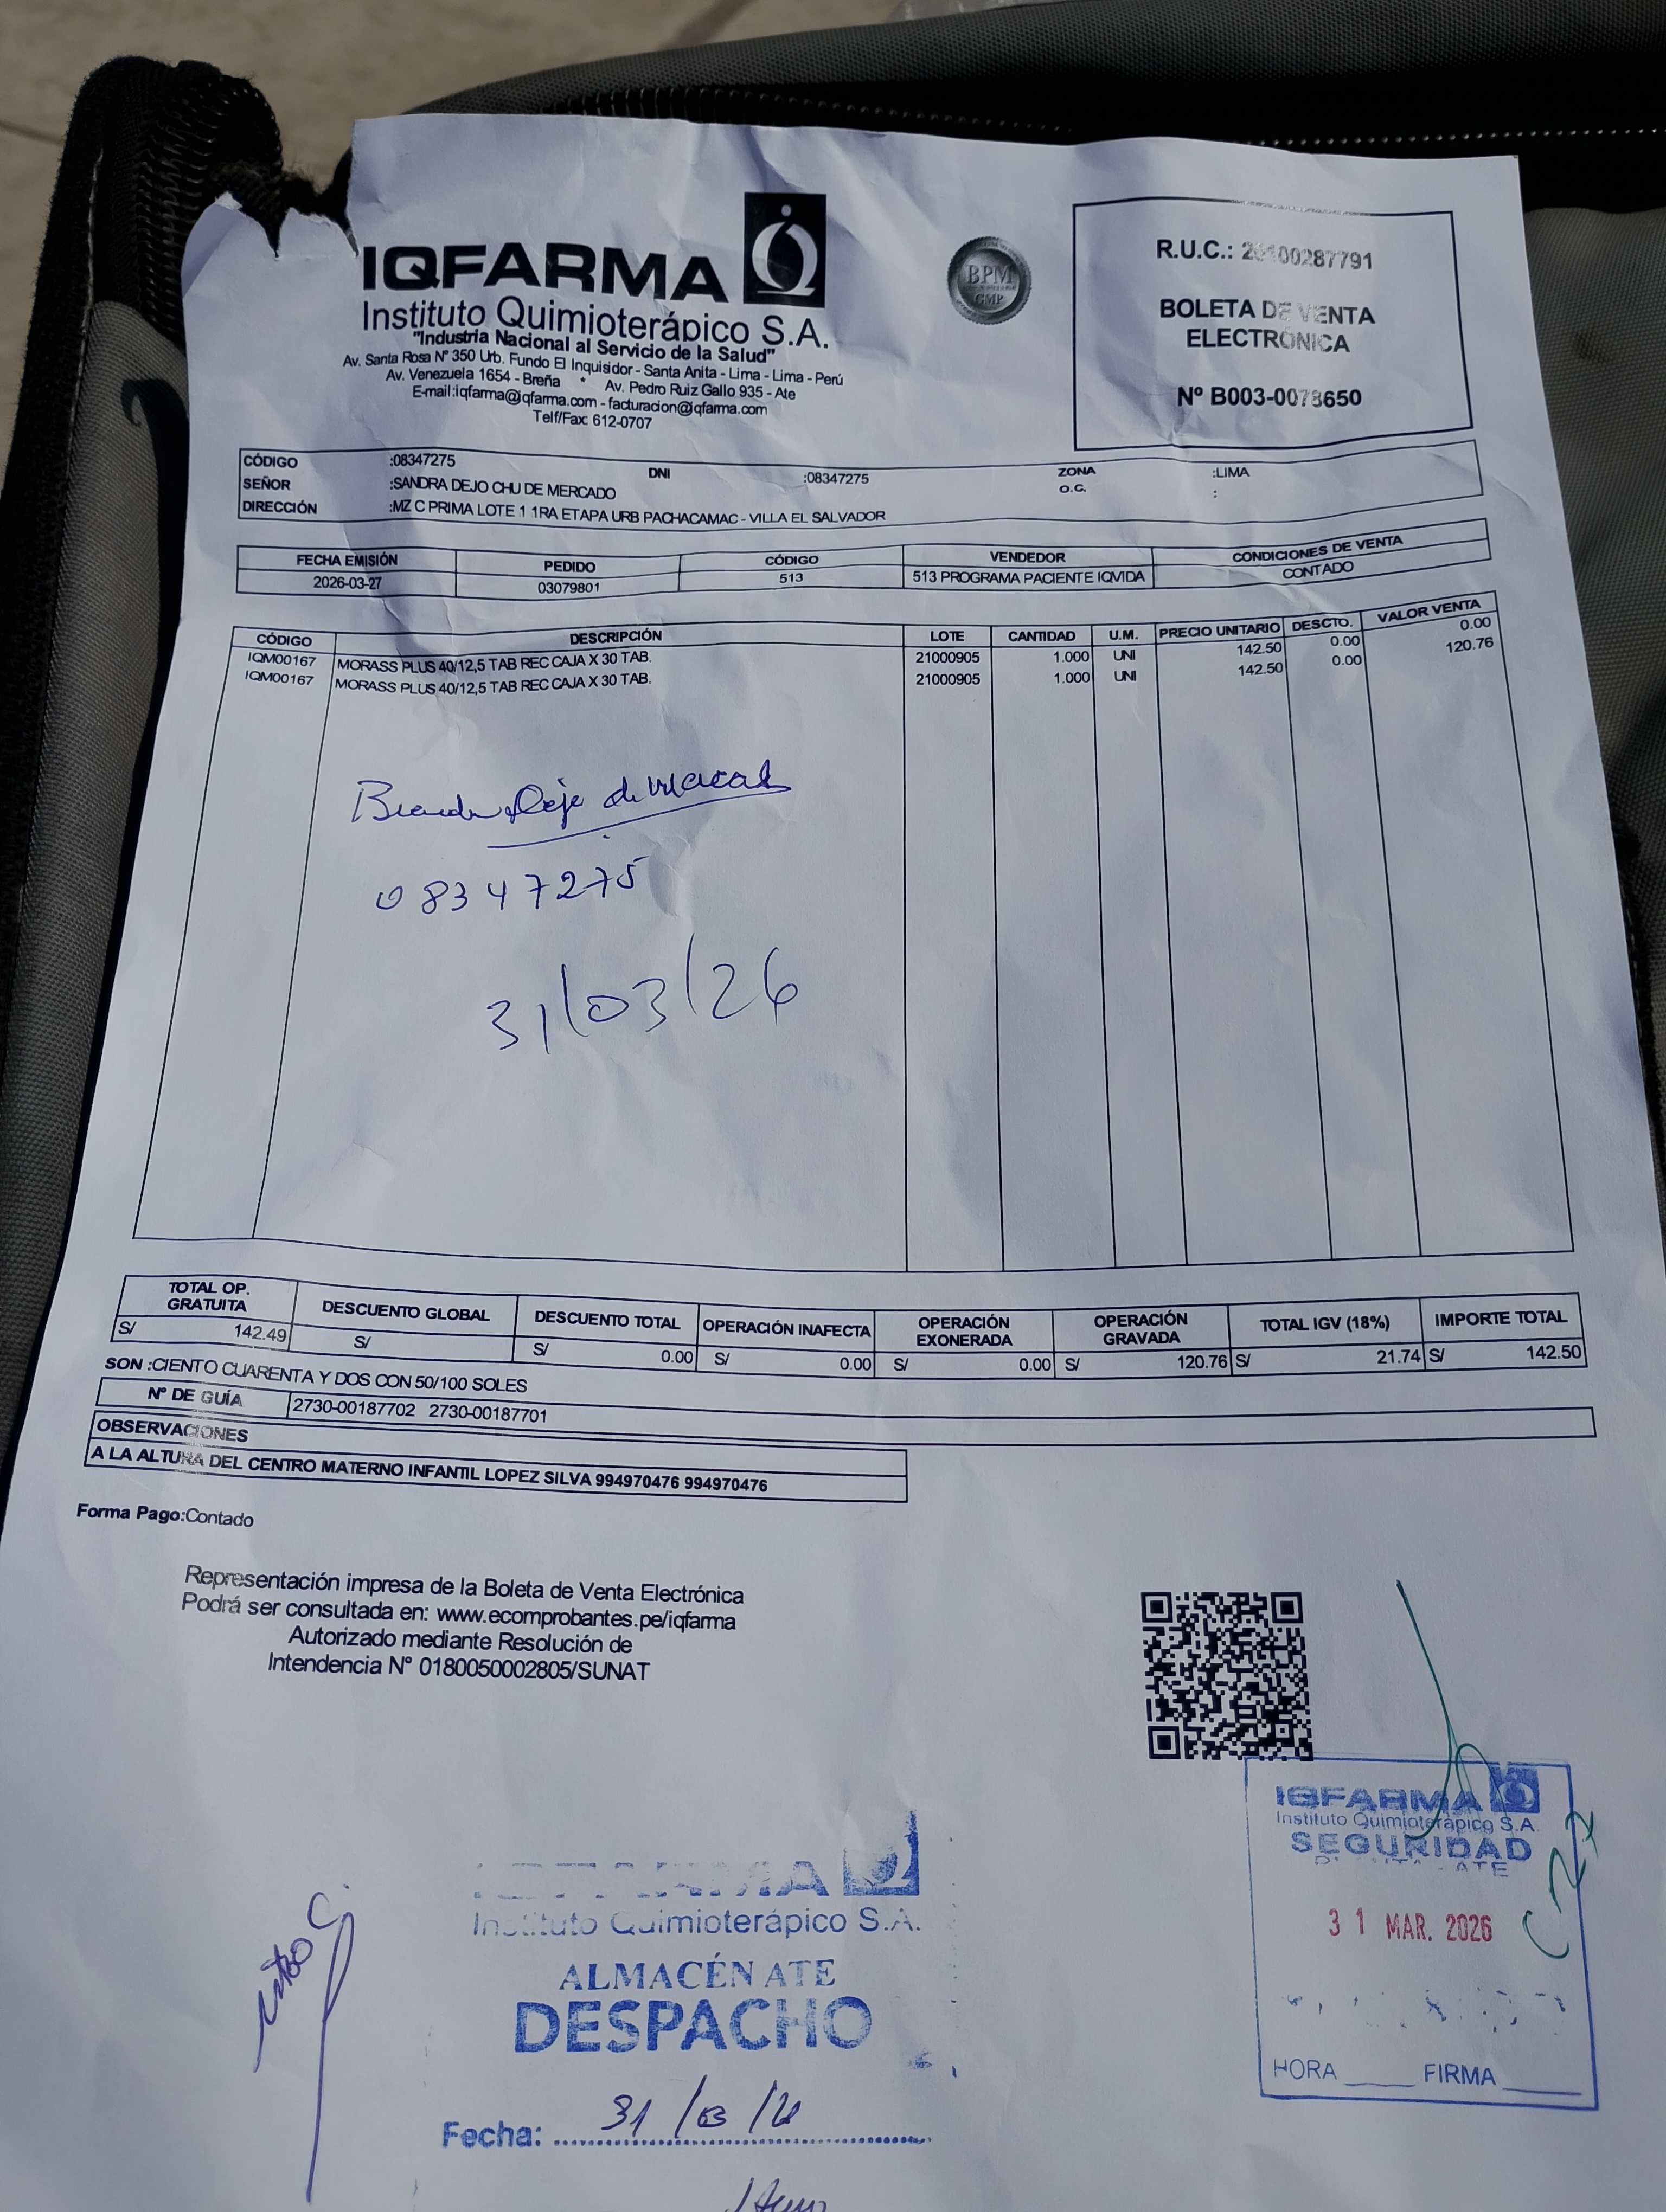 IQFARMA
Instituto Quimioterápico S.A.
"Industria Nacional al Servicio de la Salud"
Av. Santa Rosa Nº 350 Urb. Fundo El Inquisidor - Santa Anita - Lima - Lima - Perú
Av. Venezuela 1654 - Breña * Av. Pedro Ruiz Gallo 935 - Ate
E-mail:iqfarma@iqfarma.com - facturacion@iqfarma.com
Telf/Fax: 612-0707
BPM
GMP
R.U.C.: 20100287791
BOLETA DE VENTA
ELECTRÓNICA
Nº B003-0078650
CÓDIGO :08347275 DNI :08347275 ZONA :LIMA
SEÑOR :SANDRA DEJO CHU DE MERCADO O.C. :
DIRECCIÓN :MZ C PRIMA LOTE 1 1RA ETAPA URB PACHACAMAC - VILLA EL SALVADOR
FECHA EMISIÓN PEDIDO CÓDIGO VENDEDOR CONDICIONES DE VENTA
2026-03-27 03079801 513 513 PROGRAMA PACIENTE IQVIDA CONTADO
CÓDIGO DESCRIPCIÓN LOTE CANTIDAD U.M. PRECIO UNITARIO DESCTO. VALOR VENTA
IQM00167 MORASS PLUS 40/12,5 TAB REC CAJA X 30 TAB. 21000905 1.000 UNI 142.50 0.00 0.00
IQM00167 MORASS PLUS 40/12,5 TAB REC CAJA X 30 TAB. 21000905 1.000 UNI 142.50 0.00 120.76
Dejo de
08347275
31/03/26
TOTAL OP. GRATUITA DESCUENTO GLOBAL DESCUENTO TOTAL OPERACIÓN INAFECTA OPERACIÓN EXONERADA OPERACIÓN GRAVADA TOTAL IGV (18%) IMPORTE TOTAL
S/ 142.49 S/ S/ 0.00 S/ 0.00 S/ 0.00 S/ 120.76 S/ 21.74 S/ 142.50
SON :CIENTO CUARENTA Y DOS CON 50/100 SOLES
Nº DE GUÍA 2730-00187702 2730-00187701
OBSERVACIONES
A LA ALTURA DEL CENTRO MATERNO INFANTIL LOPEZ SILVA 994970476 994970476
Forma Pago:Contado
Representación impresa de la Boleta de Venta Electrónica
Podrá ser consultada en: www.ecomprobantes.pe/iqfarma
Autorizado mediante Resolución de
Intendencia Nº 0180050002805/SUNAT
IQFARMA
Instituto Quimioterápico S.A.
SEGURIDAD
PLANTA - ATE
31 MAR. 2026
HORA FIRMA
IQFARMA
Instituto Quimioterápico S.A.
ALMACÉN ATE
DESPACHO
Fecha: 31/03/26